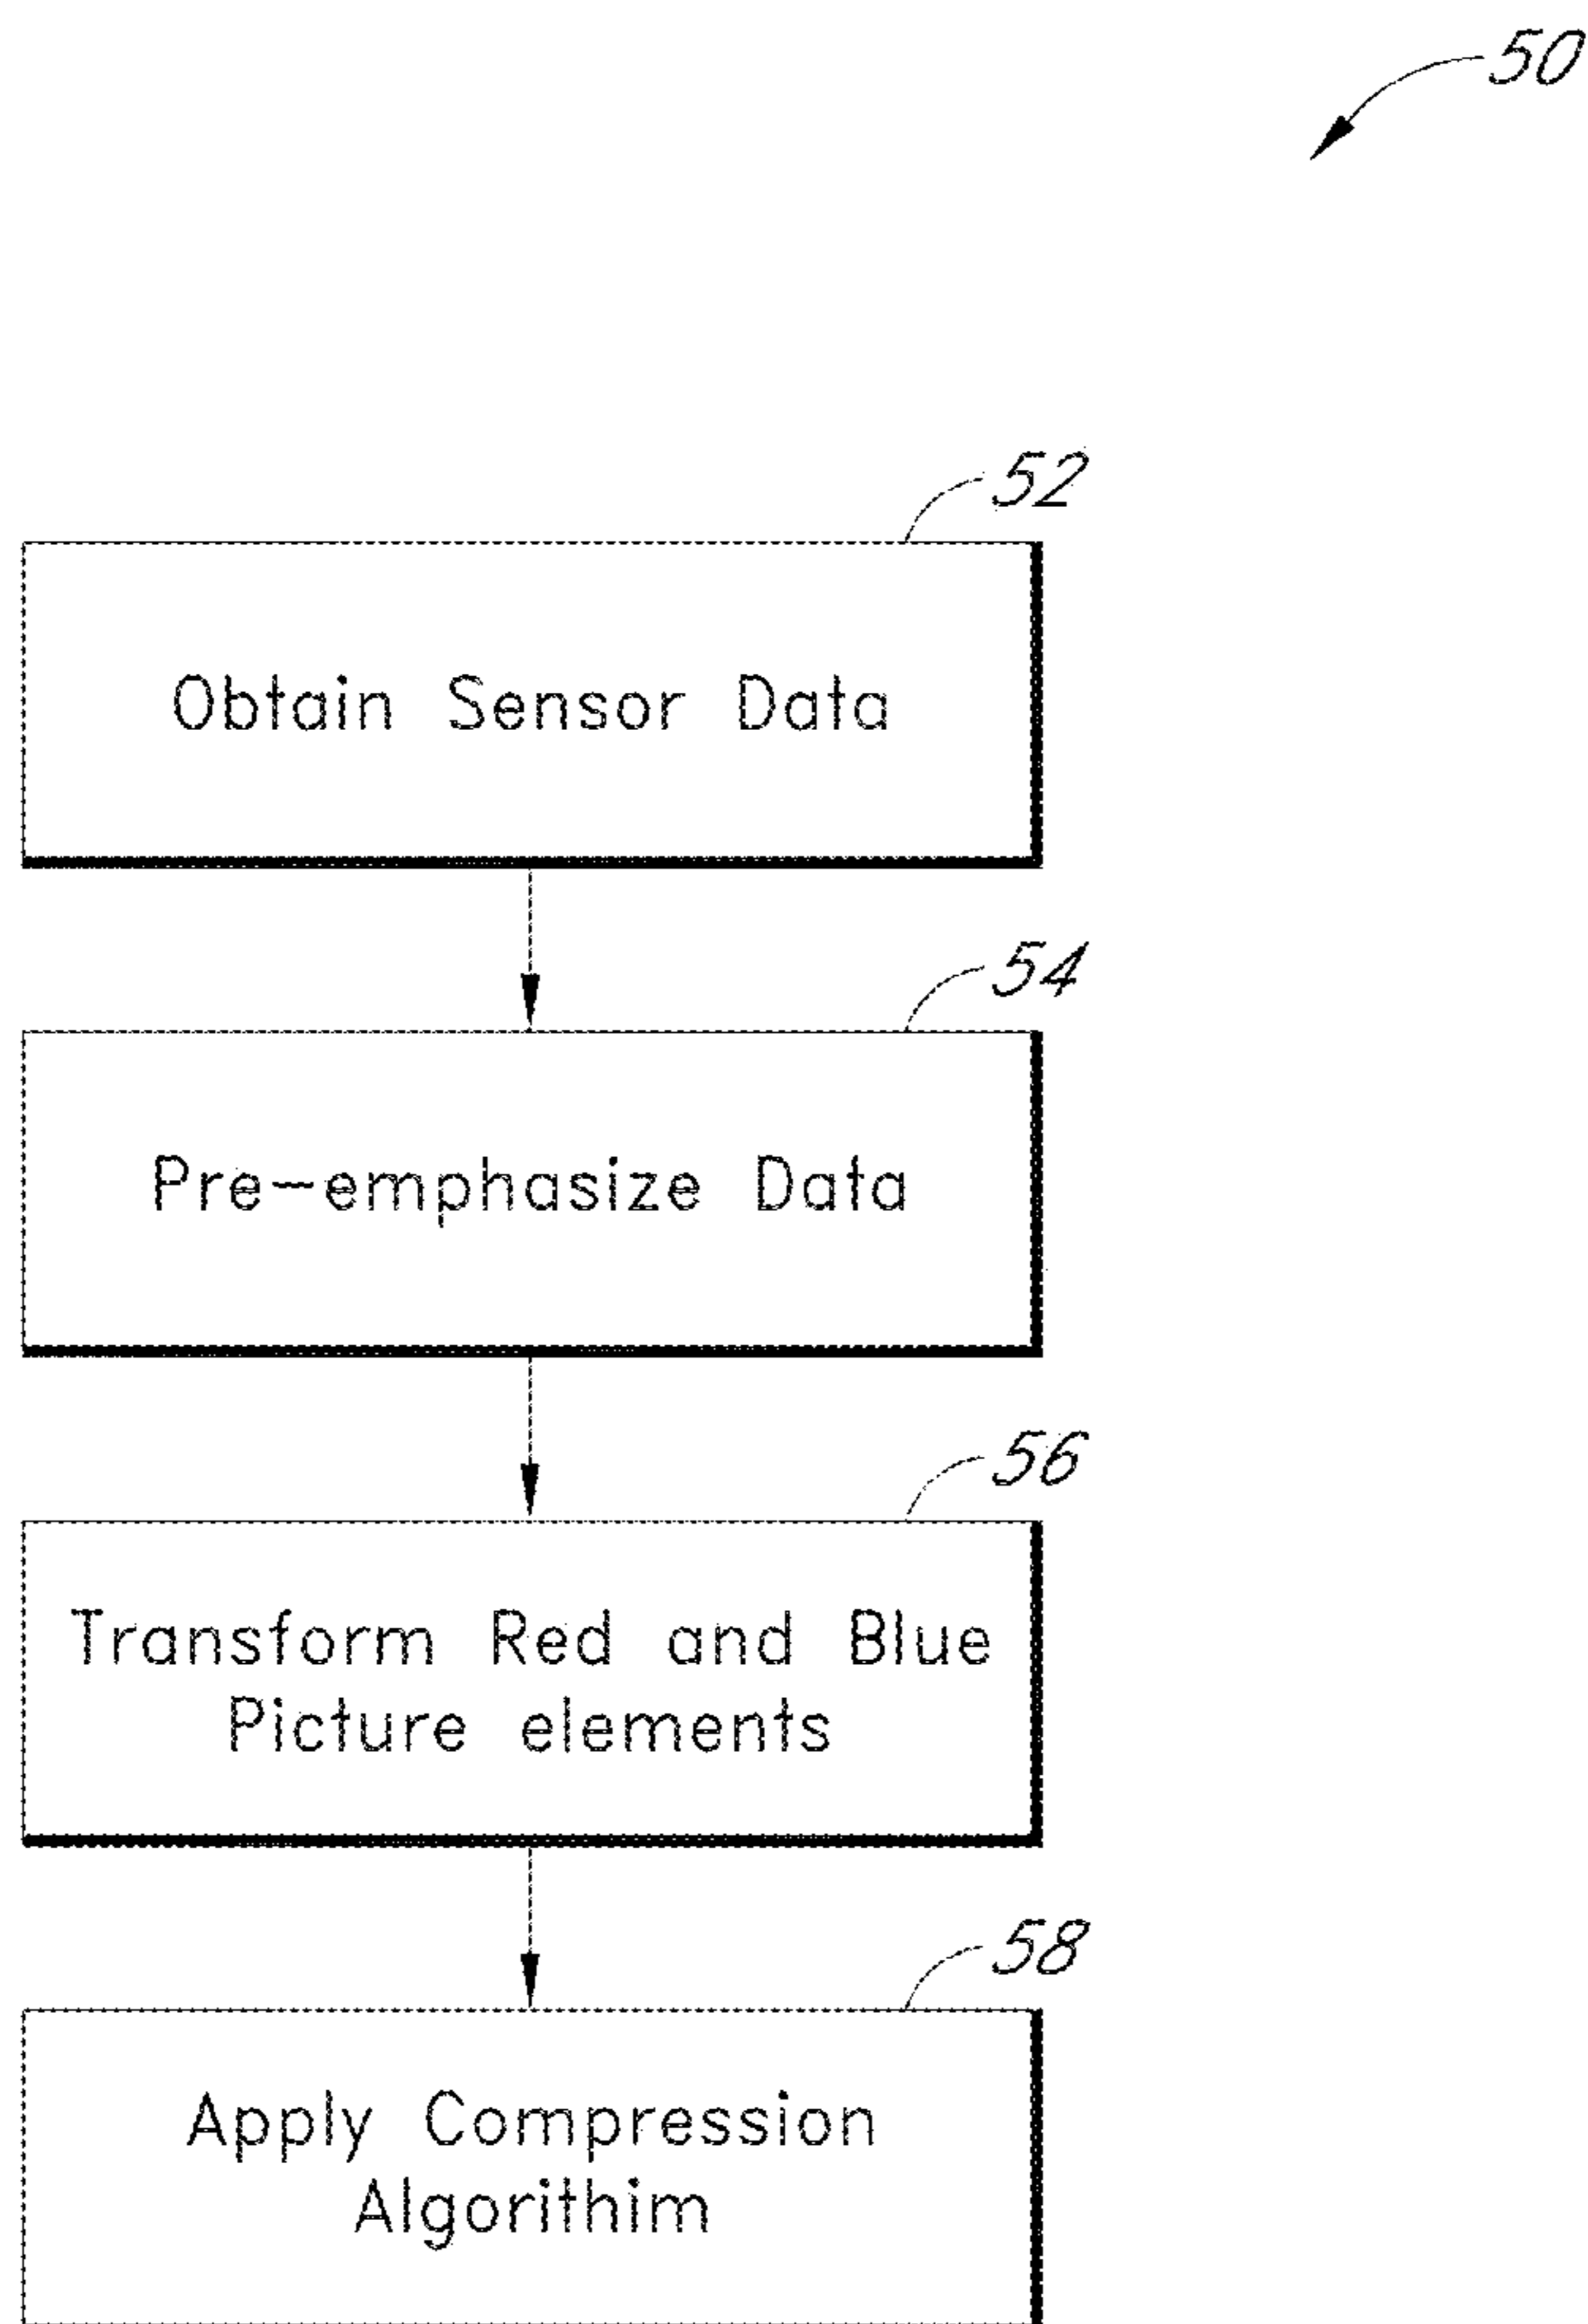 50
52
Obtain Sensor Data
54
Pre-emphasize Data
56
Transform Red and Blue
Picture elements
58
Apply Compression
Algorithim